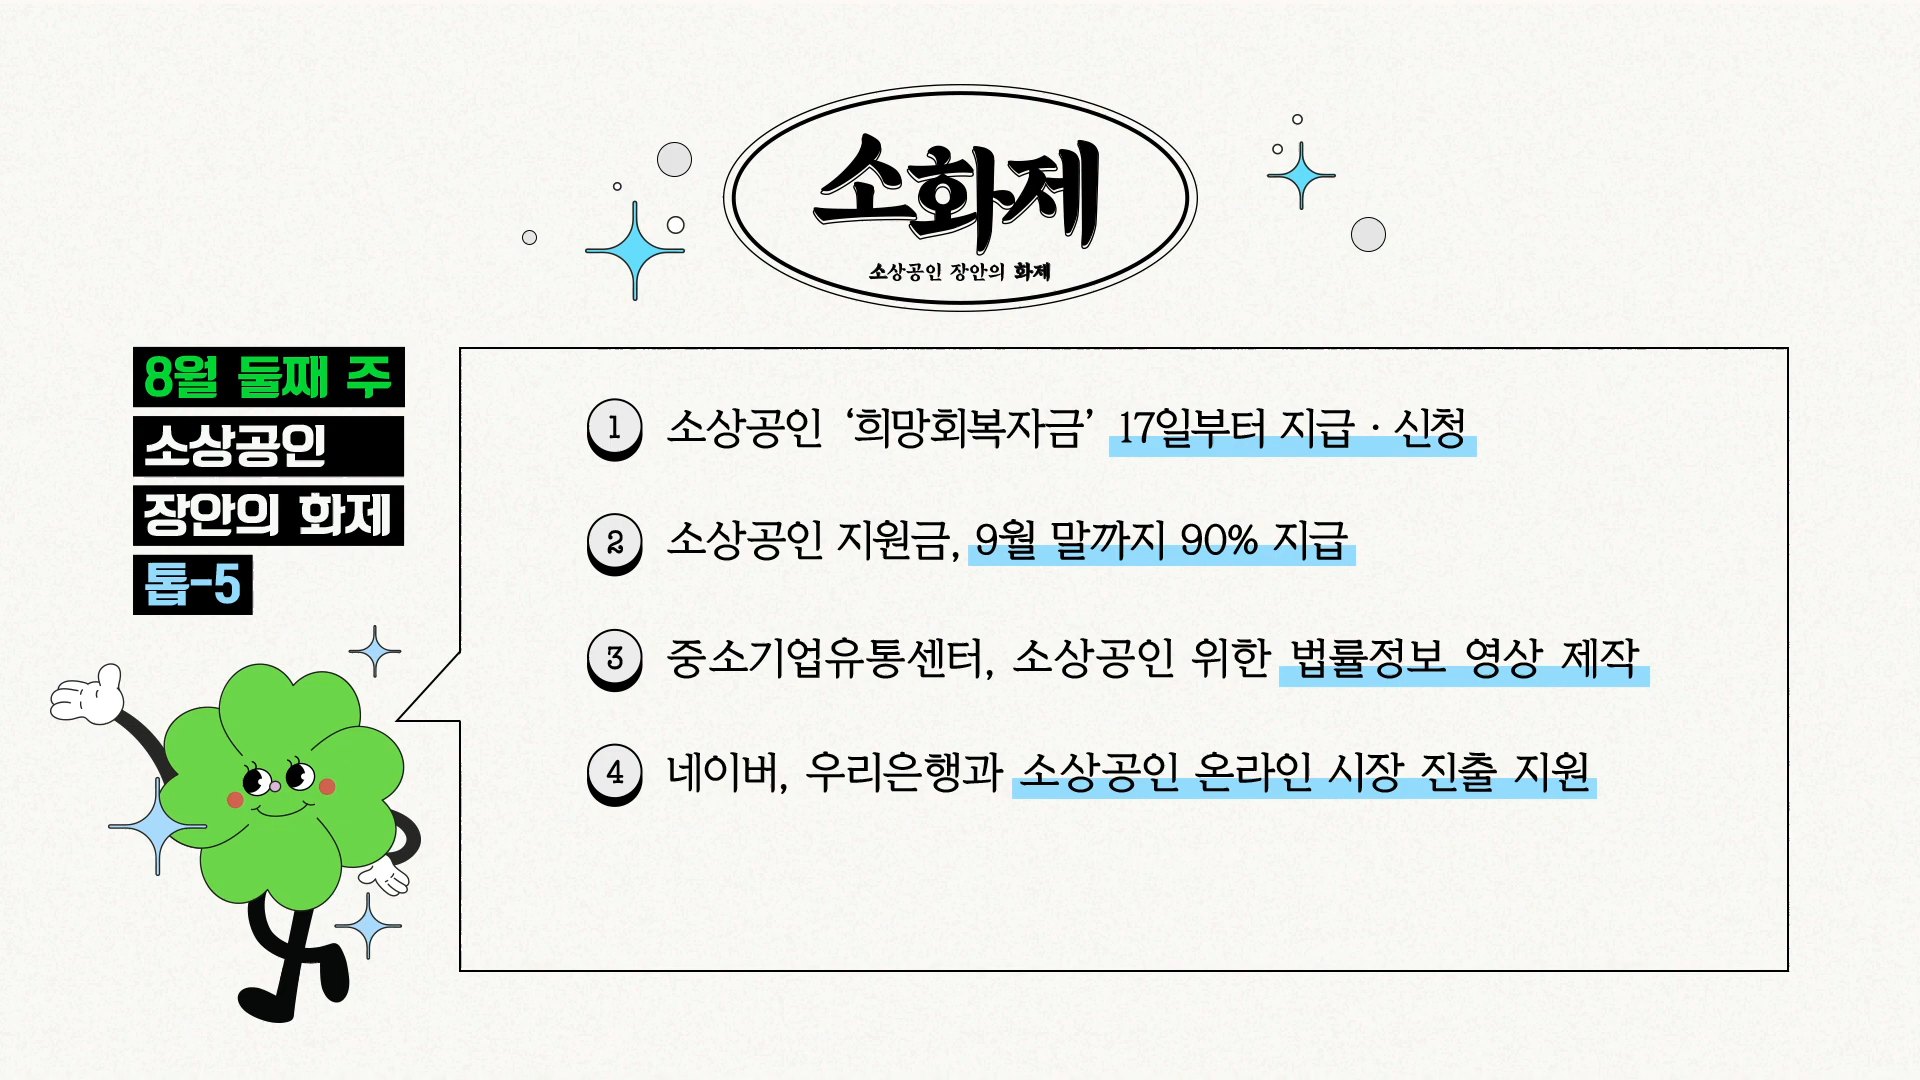 소화제
소상공인 장안의 화제
8월 둘째 주
소상공인
장안의 화제
톱-5
1 소상공인 ‘희망회복자금’ 17일부터 지급 · 신청
2 소상공인 지원금, 9월 말까지 90% 지급
3 중소기업유통센터, 소상공인 위한 법률정보 영상 제작
4 네이버, 우리은행과 소상공인 온라인 시장 진출 지원